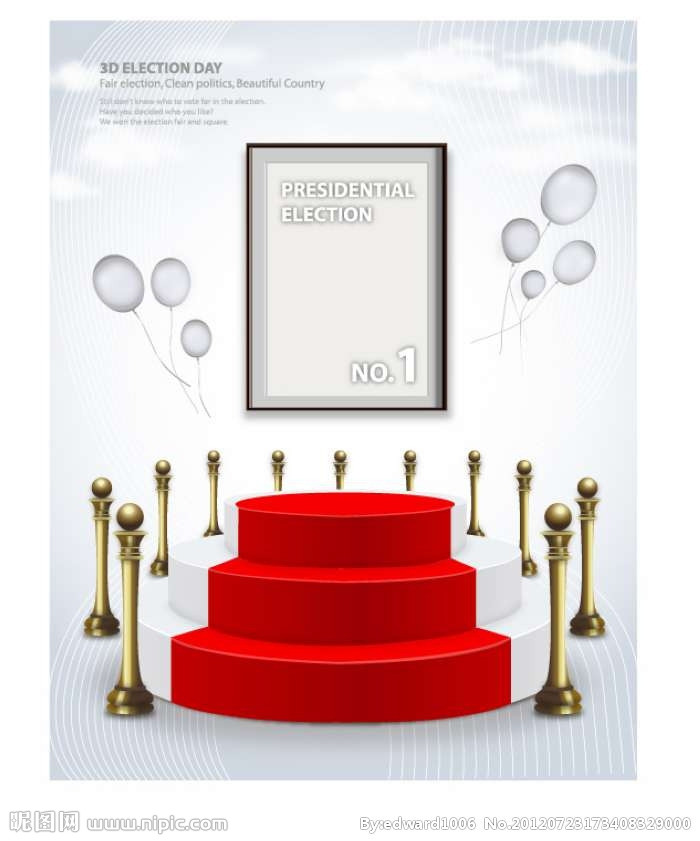 3D ELECTION DAY
Fair election, Clean politics, Beautiful Country
Still don't know who to vote for in the election.
Have you decided who you like?
We won the election fair and square.
PRESIDENTIAL
ELECTION
NO.1
昵图网 www.nipic.com
By:edward1006 No.20120723173408329000